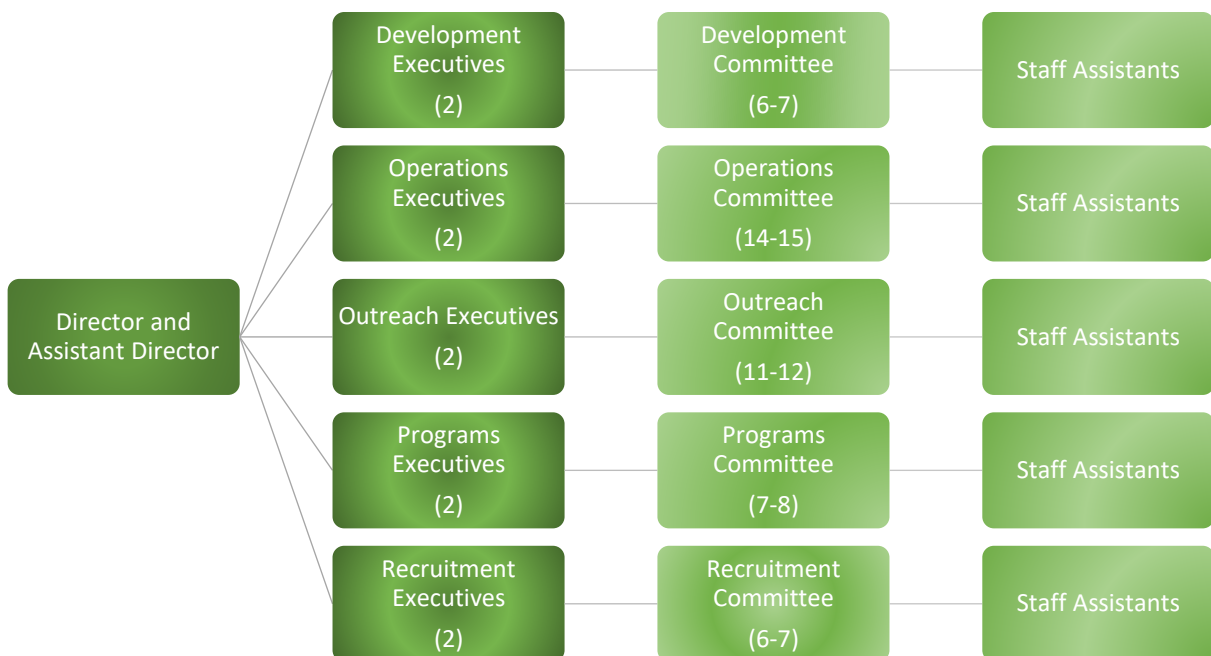 Development
Executives
(2)
Development
Committee
(6-7)
Staff Assistants
Operations
Executives
(2)
Operations
Committee
(14-15)
Staff Assistants
Director and
Assistant Director
Outreach Executives
(2)
Outreach
Committee
(11-12)
Staff Assistants
Programs
Executives
(2)
Programs
Committee
(7-8)
Staff Assistants
Recruitment
Executives
(2)
Recruitment
Committee
(6-7)
Staff Assistants